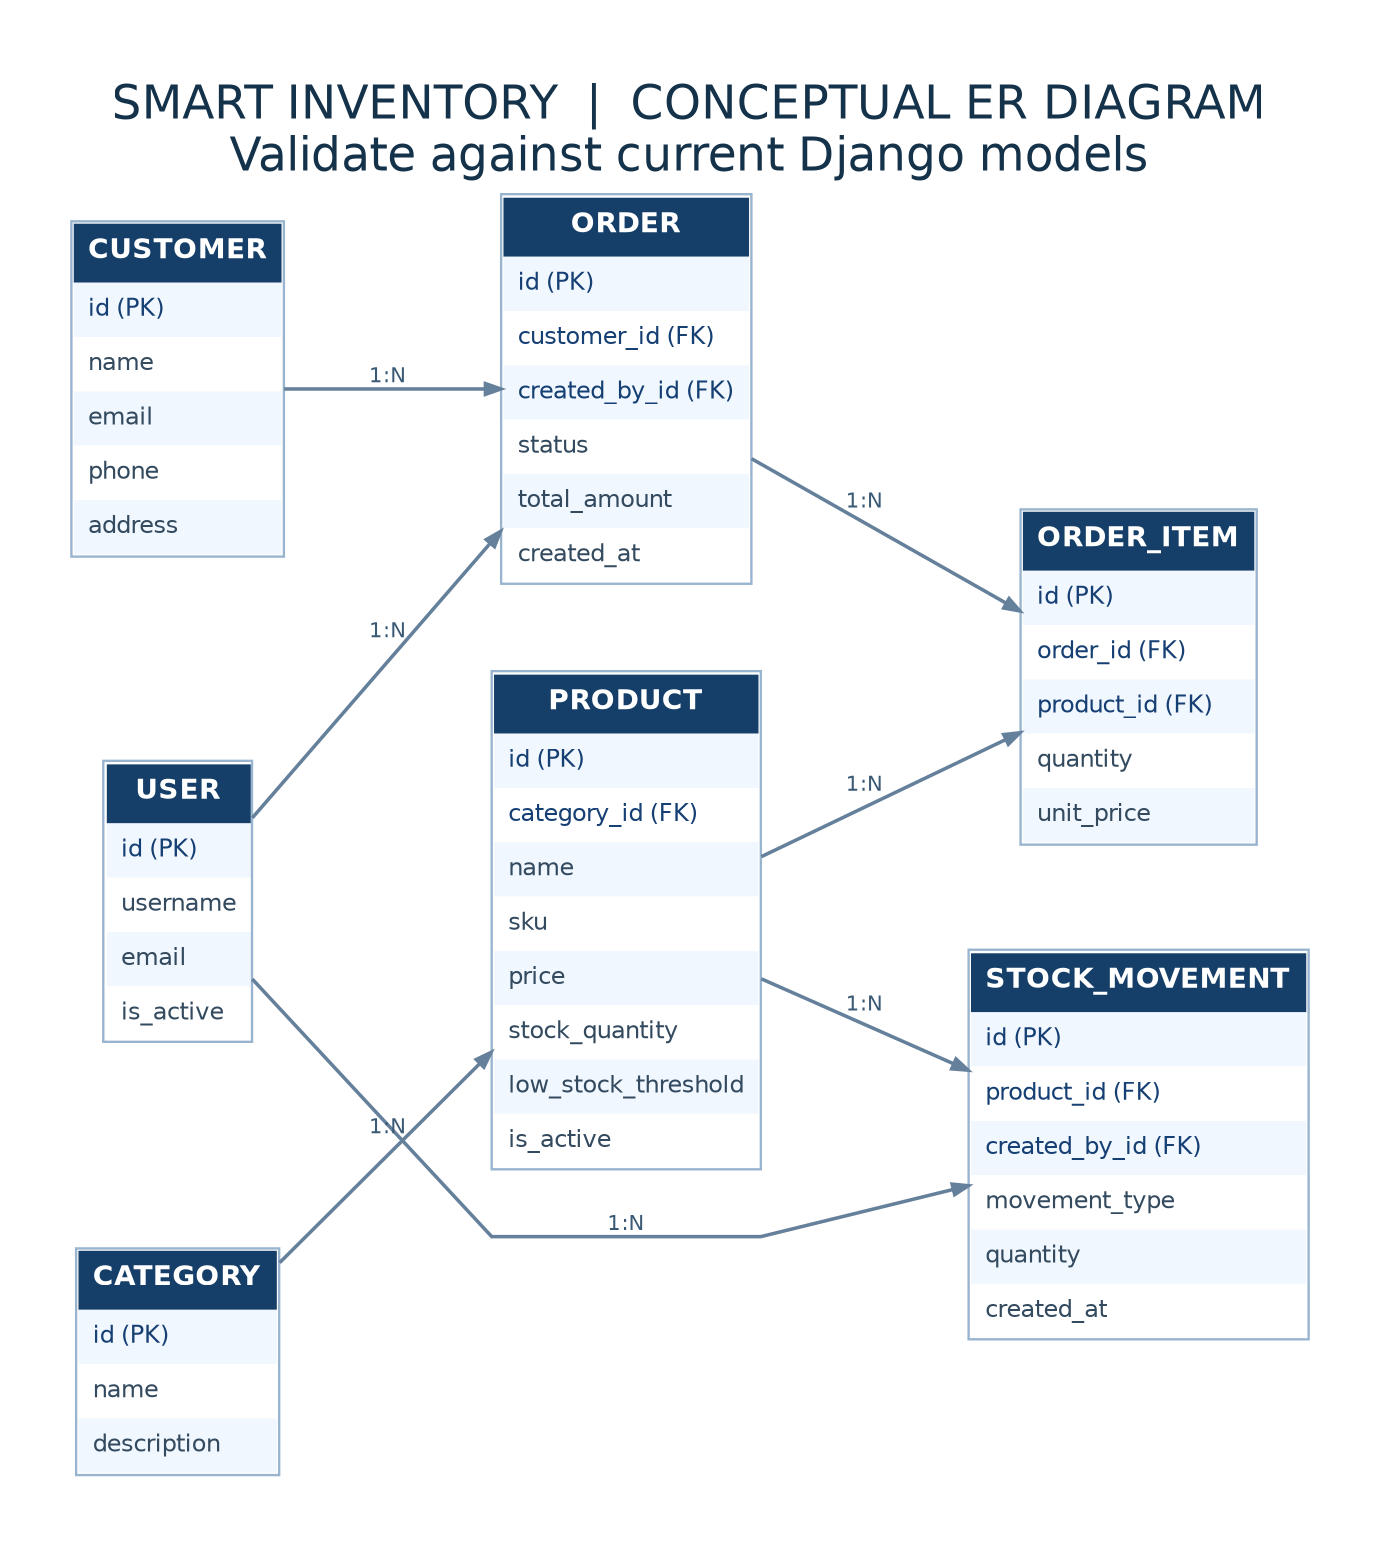 SMART INVENTORY | CONCEPTUAL ER DIAGRAM
Validate against current Django models
CUSTOMER
id (PK)
name
email
phone
address
1:N
ORDER
id (PK)
customer_id (FK)
created_by_id (FK)
status
total_amount
created_at
1:N
1:N
ORDER_ITEM
id (PK)
order_id (FK)
product_id (FK)
quantity
unit_price
USER
id (PK)
username
email
is_active
PRODUCT
id (PK)
category_id (FK)
name
sku
price
stock_quantity
low_stock_threshold
is_active
1:N
1:N
1:N
1:N
STOCK_MOVEMENT
id (PK)
product_id (FK)
created_by_id (FK)
movement_type
quantity
created_at
CATEGORY
id (PK)
name
description